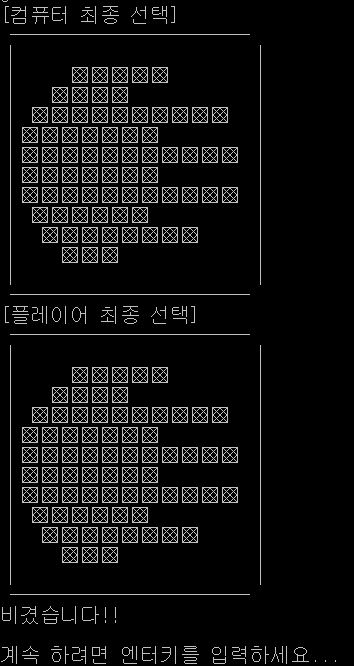 [컴퓨터 최종 선택]
[플레이어 최종 선택]
비겼습니다!!
계속 하려면 엔터키를 입력하세요...